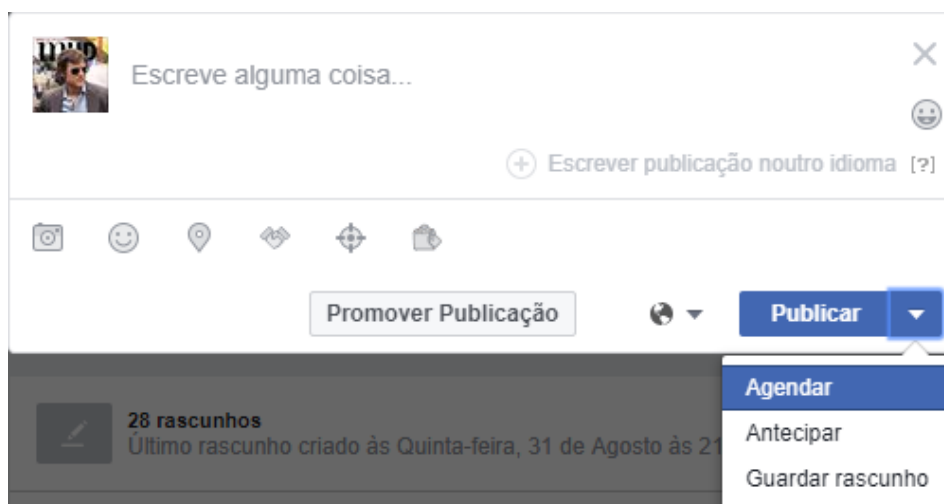 Escreve alguma coisa...
Escrever publicação noutro idioma [?]
Promover Publicação
Publicar
Agendar
Antecipar
Guardar rascunho
28 rascunhos
Último rascunho criado às Quinta-feira, 31 de Agosto às 21